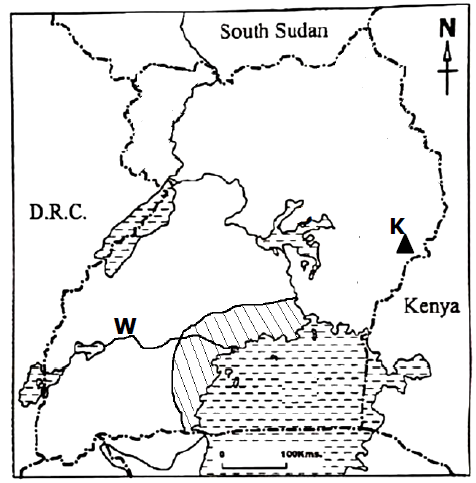 South Sudan
N
D.R.C.
K
Kenya
W
0 100Kms.